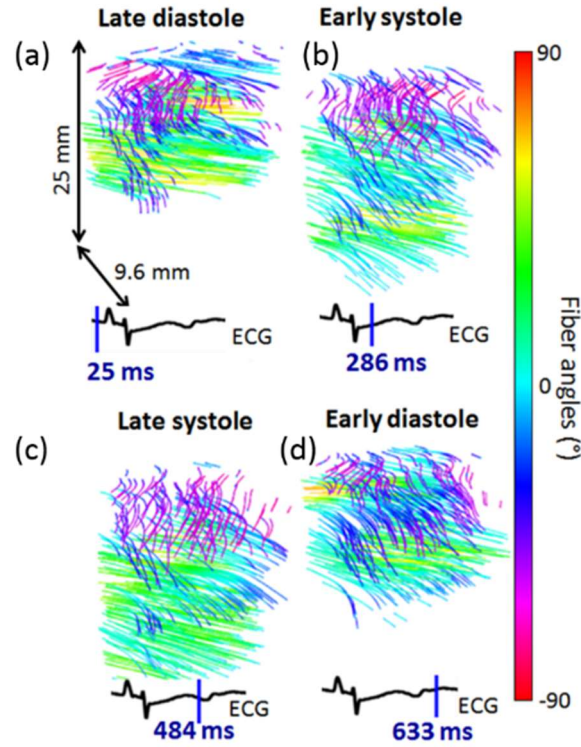 Late diastole
Early systole
(a)
(b)
90
25 mm
9.6 mm
ECG
25 ms
ECG
286 ms
Fiber angles (°)
0
Late systole
Early diastole
(c)
(d)
ECG
484 ms
ECG
633 ms
-90